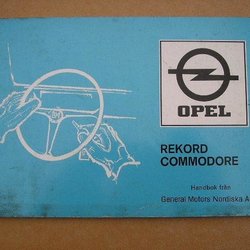 OPEL
REKORD
COMMODORE
Handbok från
General Motors Nordiska